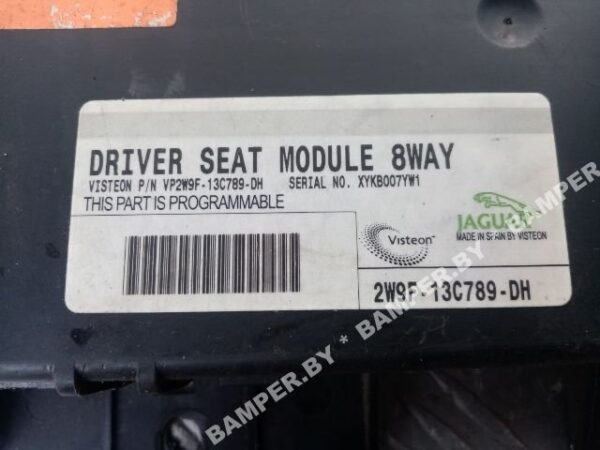 DRIVER SEAT MODULE 8WAY
VISTEON P/N VP2W9F-13C789-DH SERIAL NO. XYKB007YW1
THIS PART IS PROGRAMMABLE
Visteon
JAGUAR
MADE IN SPAIN BY VISTEON
2W9F-13C789-DH
BAMPER.BY * BAMPER.BY * BAMPER.BY